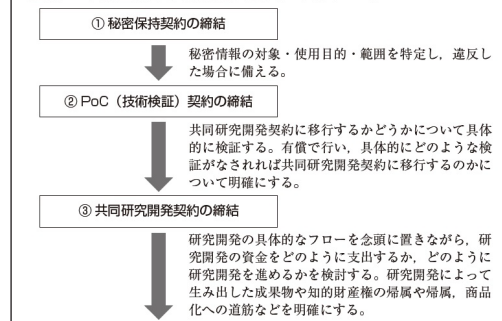 ① 秘密保持契約の締結
秘密情報の対象・使用目的・範囲を特定し，違反し
た場合に備える。
② PoC（技術検証）契約の締結
共同研究開発契約に移行するかどうかについて具体
的に検証する。有償で行い，具体的にどのような検
証がなされれば共同研究開発契約に移行するのかに
ついて明確にする。
③ 共同研究開発契約の締結
研究開発の具体的なフローを念頭に置きながら，研
究開発の資金をどのように支出するか，どのように
研究開発を進めるかを検討する。研究開発によって
生み出した成果物や知的財産権の帰属や帰属，商品
化への道筋などを明確にする。